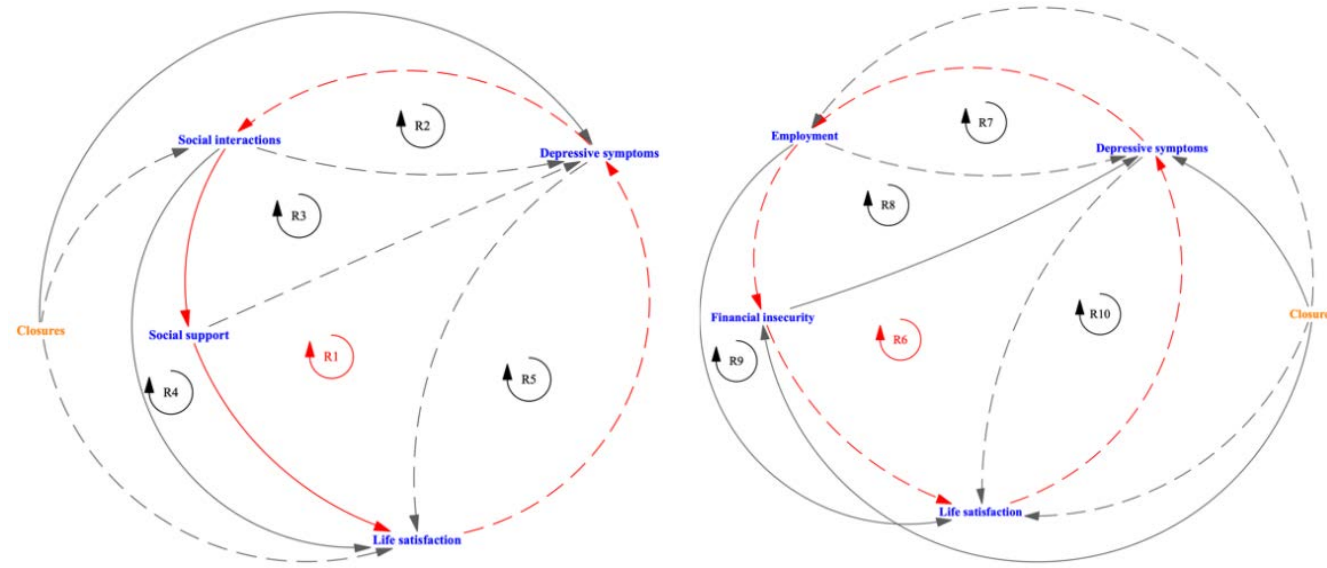 Social interactions
R2
Depressive symptoms
R3
Closures
Social support
R1
R4
R5
Life satisfaction
Employment
R7
Depressive symptoms
R8
Financial insecurity
R10
Closure
R6
R9
Life satisfaction